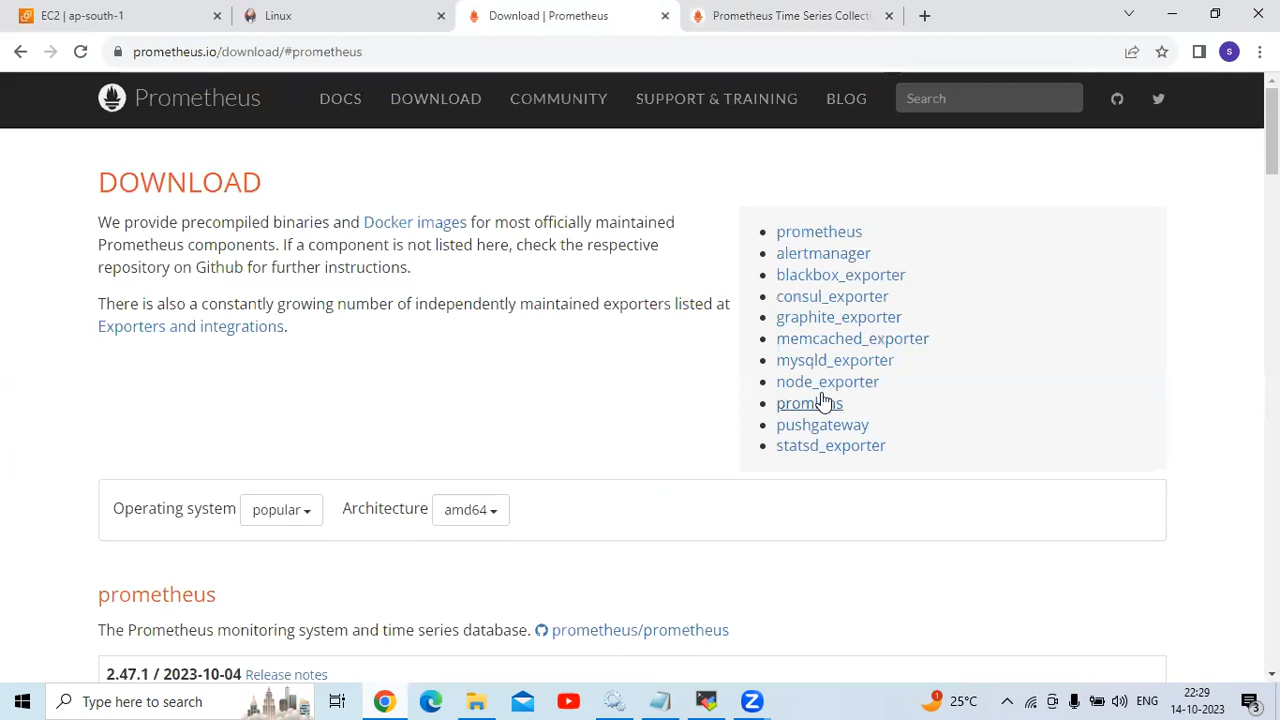 EC2 | ap-south-1
Linux
Download | Prometheus
Prometheus Time Series Collecti
prometheus.io/download/#prometheus
S
Prometheus
DOCS
DOWNLOAD
COMMUNITY
SUPPORT & TRAINING
BLOG
Search
DOWNLOAD
We provide precompiled binaries and Docker images for most officially maintained
Prometheus components. If a component is not listed here, check the respective
repository on Github for further instructions.
There is also a constantly growing number of independently maintained exporters listed at
Exporters and integrations.
prometheus
alertmanager
blackbox_exporter
consul_exporter
graphite_exporter
memcached_exporter
mysqld_exporter
node_exporter
promlens
pushgateway
statsd_exporter
Operating system popular
Architecture amd64
prometheus
The Prometheus monitoring system and time series database. prometheus/prometheus
2.47.1 / 2023-10-04 Release notes
Type here to search
1
25°C
ENG
22:29
14-10-2023
3